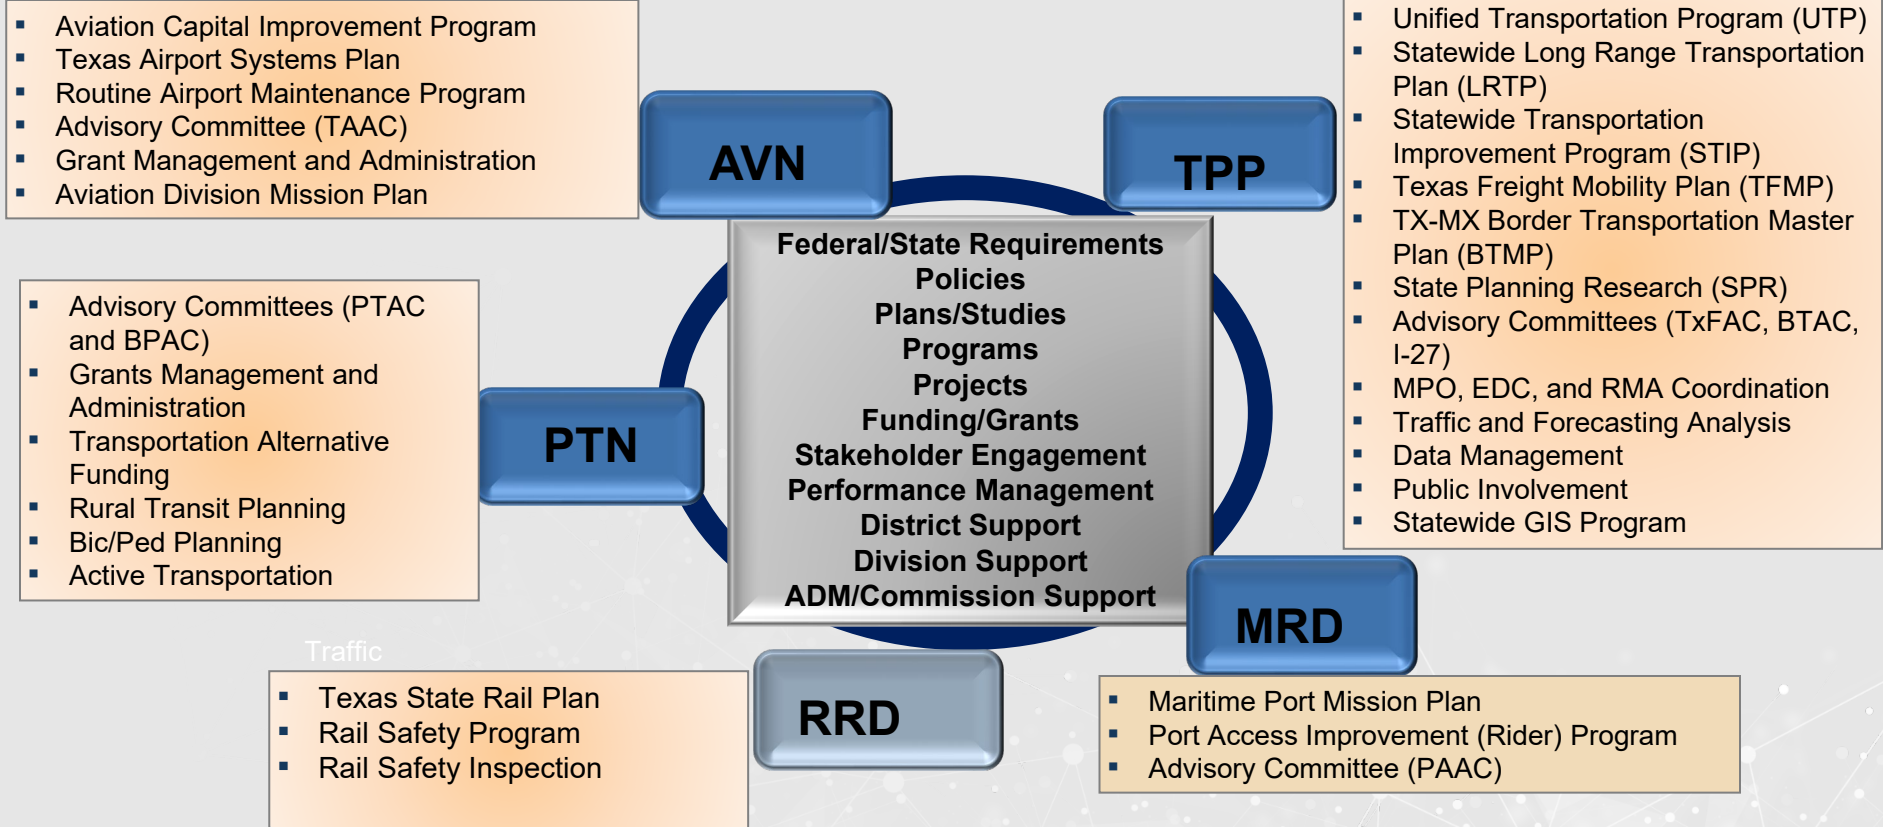 ▪ Aviation Capital Improvement Program
▪ Texas Airport Systems Plan
▪ Routine Airport Maintenance Program
▪ Advisory Committee (TAAC)
▪ Grant Management and Administration
▪ Aviation Division Mission Plan
AVN
TPP
▪ Unified Transportation Program (UTP)
▪ Statewide Long Range Transportation
Plan (LRTP)
▪ Statewide Transportation
Improvement Program (STIP)
▪ Texas Freight Mobility Plan (TFMP)
▪ TX-MX Border Transportation Master
Plan (BTMP)
▪ State Planning Research (SPR)
▪ Advisory Committees (TxFAC, BTAC,
I-27)
▪ MPO, EDC, and RMA Coordination
▪ Traffic and Forecasting Analysis
▪ Data Management
▪ Public Involvement
▪ Statewide GIS Program
Federal/State Requirements
Policies
Plans/Studies
Programs
Projects
Funding/Grants
Stakeholder Engagement
Performance Management
District Support
Division Support
ADM/Commission Support
▪ Advisory Committees (PTAC
and BPAC)
▪ Grants Management and
Administration
▪ Transportation Alternative
Funding
▪ Rural Transit Planning
▪ Bic/Ped Planning
▪ Active Transportation
PTN
MRD
Traffic
▪ Texas State Rail Plan
▪ Rail Safety Program
▪ Rail Safety Inspection
RRD
▪ Maritime Port Mission Plan
▪ Port Access Improvement (Rider) Program
▪ Advisory Committee (PAAC)